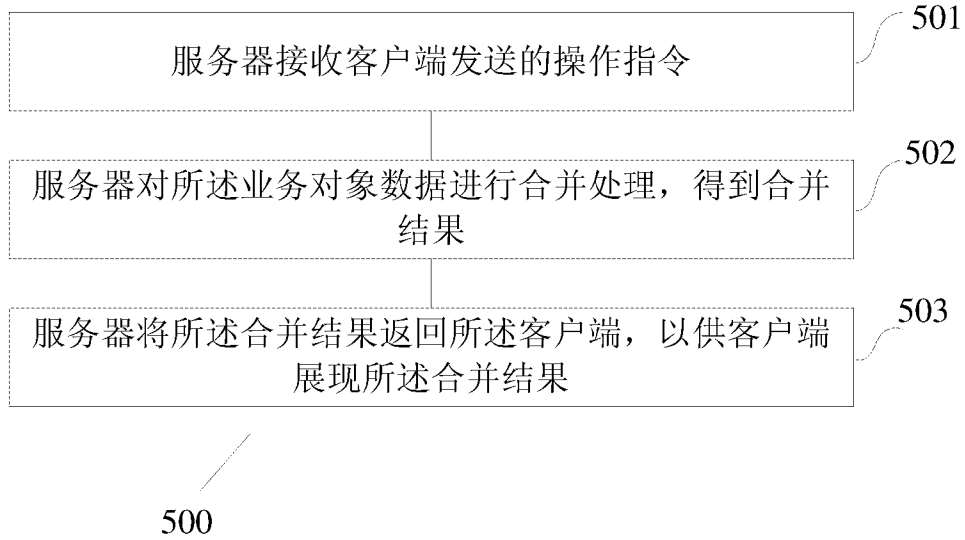 501
服务器接收客户端发送的操作指令
502
服务器对所述业务对象数据进行合并处理，得到合并
结果
503
服务器将所述合并结果返回所述客户端，以供客户端
展现所述合并结果
500